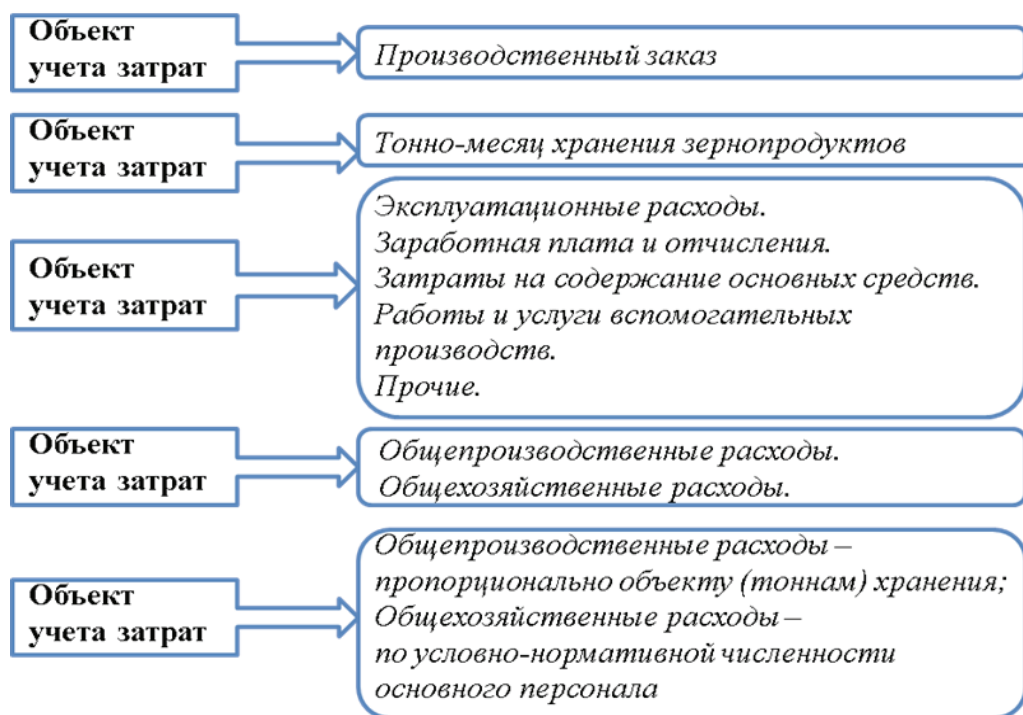 Объект
учета затрат
Производственный заказ
Объект
учета затрат
Тонно-месяц хранения зернопродуктов
Объект
учета затрат
Эксплуатационные расходы.
Заработная плата и отчисления.
Затраты на содержание основных средств.
Работы и услуги вспомогательных
производств.
Прочие.
Объект
учета затрат
Общепроизводственные расходы.
Общехозяйственные расходы.
Объект
учета затрат
Общепроизводственные расходы –
пропорционально объекту (тоннам) хранения;
Общехозяйственные расходы –
по условно-нормативной численности
основного персонала